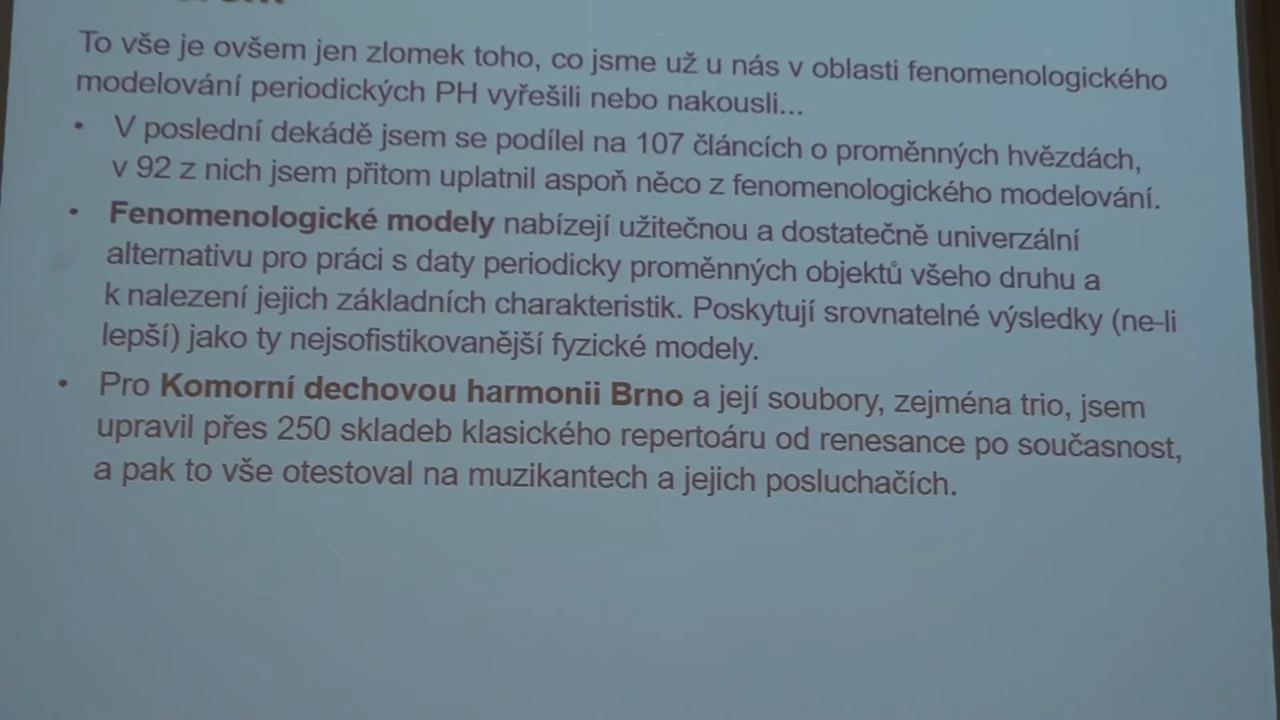 To vše je ovšem jen zlomek toho, co jsme už u nás v oblasti fenomenologického
modelování periodických PH vyřešili nebo nakousli...
• V poslední dekádě jsem se podílel na 107 článcích o proměnných hvězdách,
v 92 z nich jsem přitom uplatnil aspoň něco z fenomenologického modelování.
• Fenomenologické modely nabízejí užitečnou a dostatečně univerzální
alternativu pro práci s daty periodicky proměnných objektů všeho druhu a
k nalezení jejich základních charakteristik. Poskytují srovnatelné výsledky (ne-li
lepší) jako ty nejsofistikovanější fyzické modely.
• Pro Komorní dechovou harmonii Brno a její soubory, zejména trio, jsem
upravil přes 250 skladeb klasického repertoáru od renesance po současnost,
a pak to vše otestoval na muzikantech a jejich posluchačích.